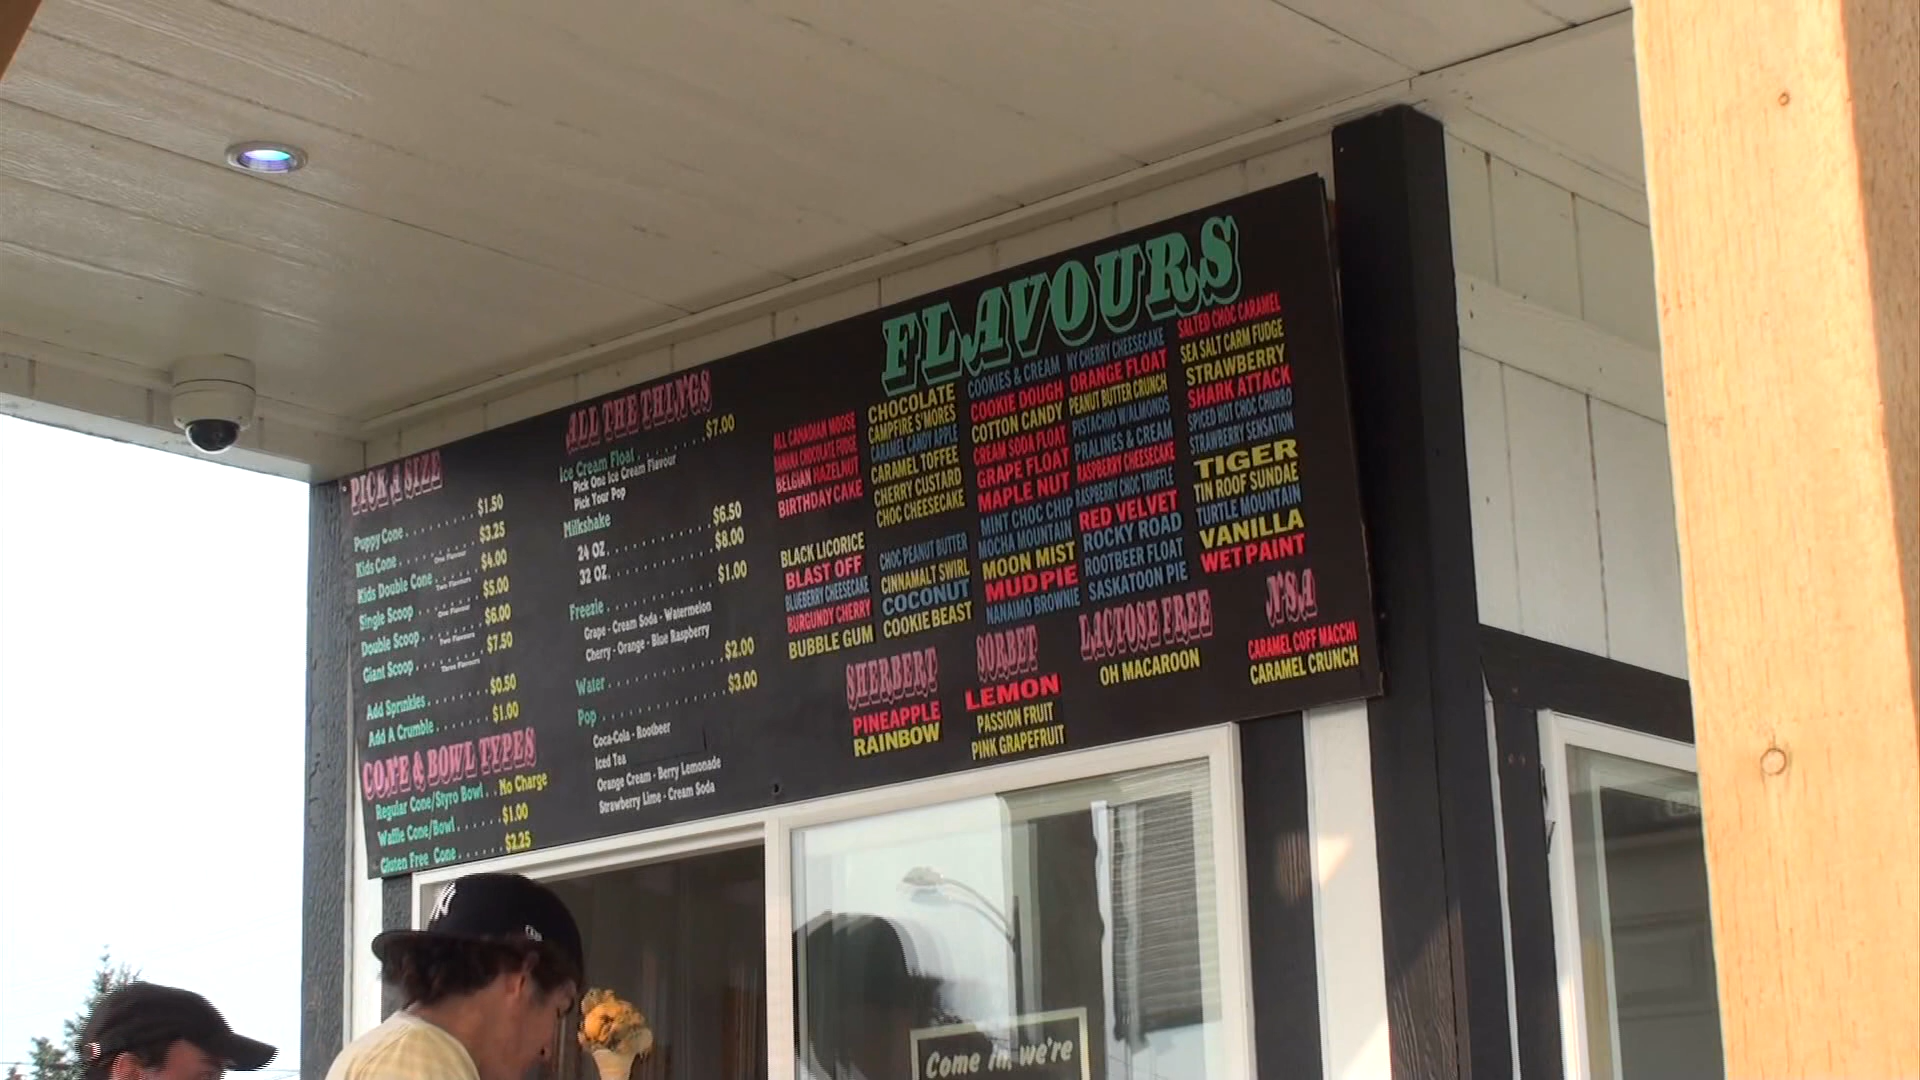 PICK A SIZE
Puppy Cone $1.50
Kids Cone One Flavour $3.25
Kids Double Cone Two Flavours $4.00
Single Scoop One Flavour $5.00
Double Scoop Two Flavours $6.00
Giant Scoop Three Flavours $7.50
Add Sprinkles $0.50
Add A Crumble $1.00
CONE & BOWL TYPES
Regular Cone/Styro Bowl No Charge
Waffle Cone/Bowl $1.00
Gluten Free Cone $2.25
ALL THE THINGS
Ice Cream Float $7.00
Pick One Ice Cream Flavour
Pick Your Pop
Milkshake
24 OZ $6.50
32 OZ $8.00
Freezie $1.00
Grape - Cream Soda - Watermelon
Cherry - Orange - Blue Raspberry
Water $2.00
Pop $3.00
Coca-Cola - Rootbeer
Iced Tea
Orange Cream - Berry Lemonade
Strawberry Lime - Cream Soda
FLAVOURS
ALL CANADIAN MOOSE
BANANA CHOCOLATE FUDGE
BELGIAN HAZELNUT
BIRTHDAY CAKE
BLACK LICORICE
BLAST OFF
BLUEBERRY CHEESECAKE
BURGUNDY CHERRY
BUBBLE GUM
CHOCOLATE
CAMPFIRE S'MORES
CARAMEL CANDY APPLE
CARAMEL TOFFEE
CHERRY CUSTARD
CHOC CHEESECAKE
CHOC PEANUT BUTTER
CINNAMALT SWIRL
COCONUT
COOKIE BEAST
COOKIES & CREAM
COOKIE DOUGH
COTTON CANDY
CREAM SODA FLOAT
GRAPE FLOAT
MAPLE NUT
MINT CHOC CHIP
MOCHA MOUNTAIN
MOON MIST
MUD PIE
NANAIMO BROWNIE
NY CHERRY CHEESECAKE
ORANGE FLOAT
PEANUT BUTTER CRUNCH
PISTACHIO W/ALMONDS
PRALINES & CREAM
RASPBERRY CHEESECAKE
RASPBERRY CHOC TRUFFLE
RED VELVET
ROCKY ROAD
ROOTBEER FLOAT
SASKATOON PIE
SALTED CHOC CARAMEL
SEA SALT CARM FUDGE
STRAWBERRY
SHARK ATTACK
SPICED HOT CHOC CHURRO
STRAWBERRY SENSATION
TIGER
TIN ROOF SUNDAE
TURTLE MOUNTAIN
VANILLA
WET PAINT
SHERBERT
PINEAPPLE
RAINBOW
SORBET
LEMON
PASSION FRUIT
PINK GRAPEFRUIT
LACTOSE FREE
OH MACAROON
NSA
CARAMEL COFF MACCHI
CARAMEL CRUNCH
Come in, we're